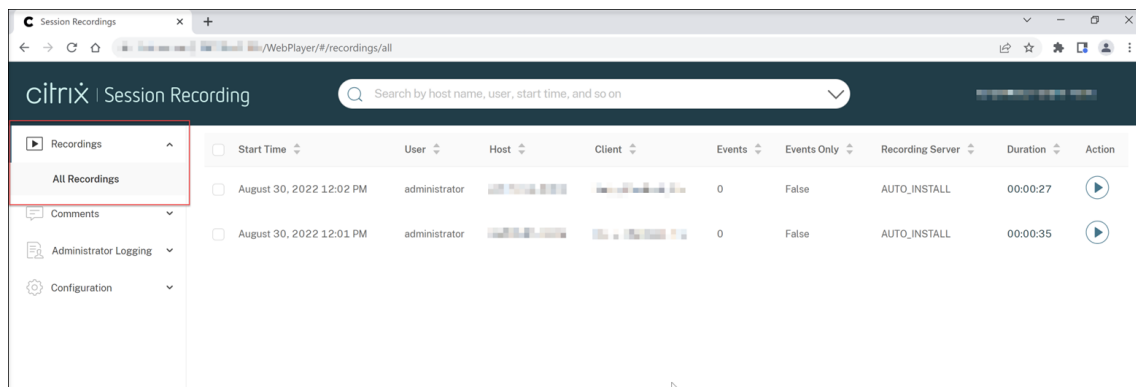 Session Recordings
/WebPlayer/#/recordings/all
citrix | Session Recording
Search by host name, user, start time, and so on
Recordings
All Recordings
Comments
Administrator Logging
Configuration
Start Time User Host Client Events Events Only Recording Server Duration Action
August 30, 2022 12:02 PM administrator 0 False AUTO_INSTALL 00:00:27
August 30, 2022 12:01 PM administrator 0 False AUTO_INSTALL 00:00:35